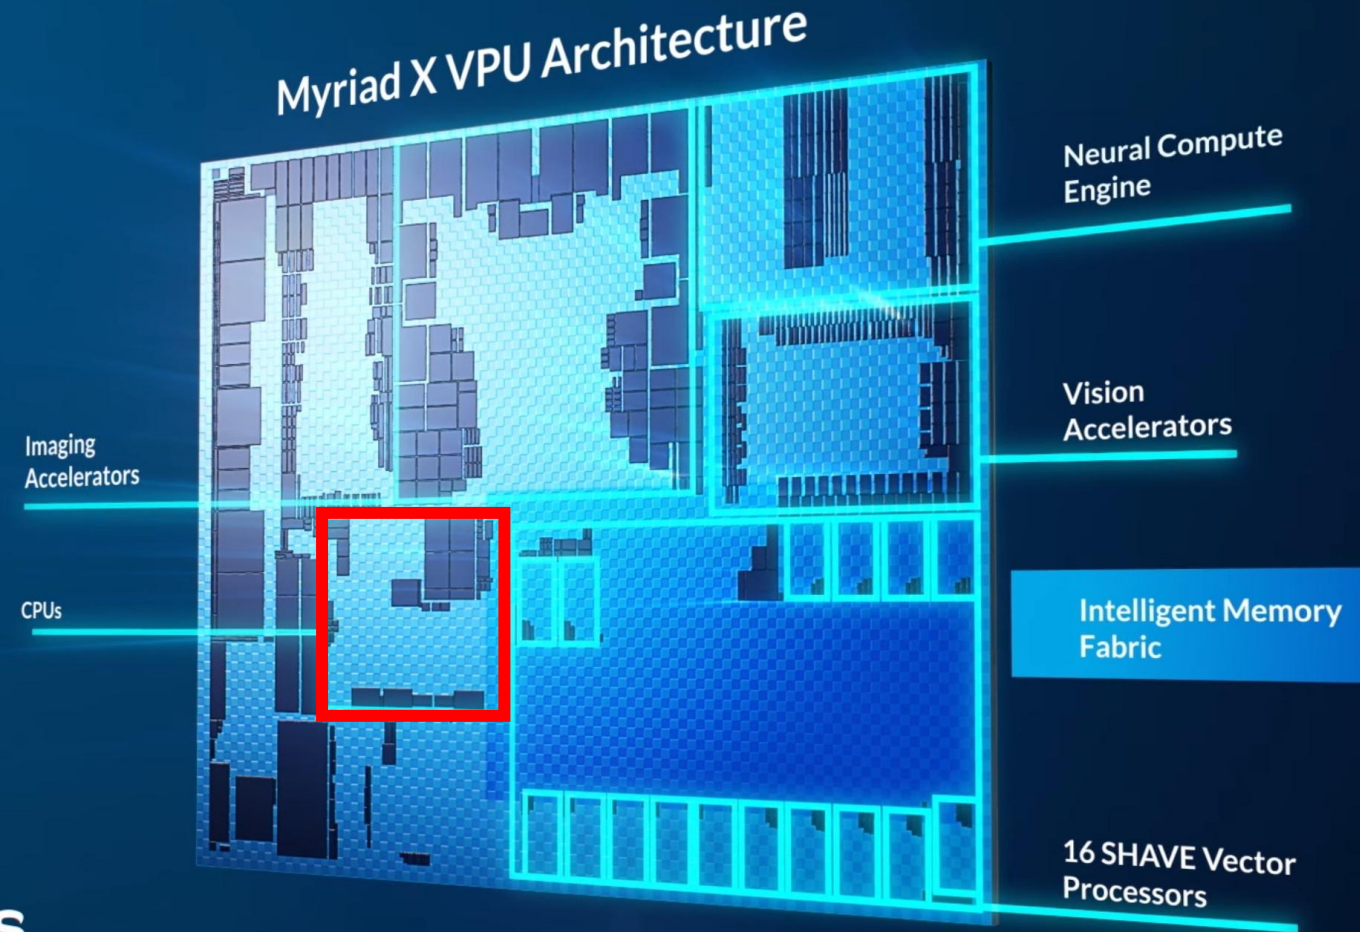 Myriad X VPU Architecture
Neural Compute
Engine
Vision
Accelerators
Imaging
Accelerators
CPUs
Intelligent Memory
Fabric
16 SHAVE Vector
Processors
s